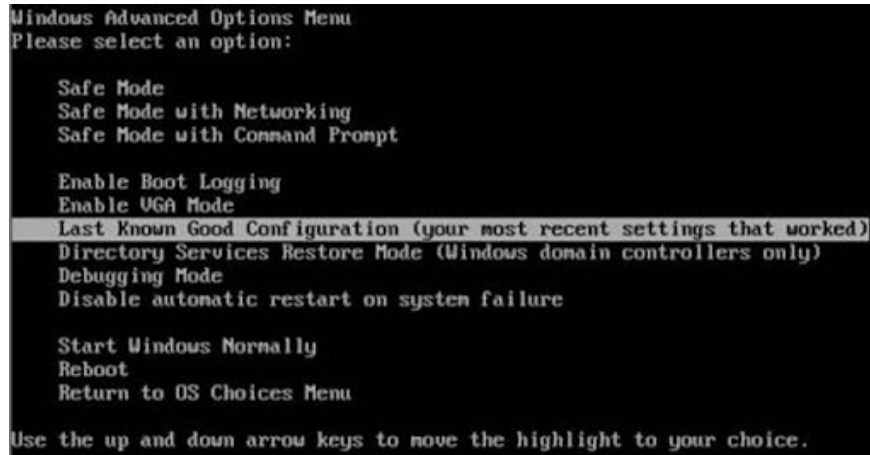 Windows Advanced Options Menu
Please select an option:
Safe Mode
Safe Mode with Networking
Safe Mode with Command Prompt
Enable Boot Logging
Enable VGA Mode
Last Known Good Configuration (your most recent settings that worked)
Directory Services Restore Mode (Windows domain controllers only)
Debugging Mode
Disable automatic restart on system failure
Start Windows Normally
Reboot
Return to OS Choices Menu
Use the up and down arrow keys to move the highlight to your choice.